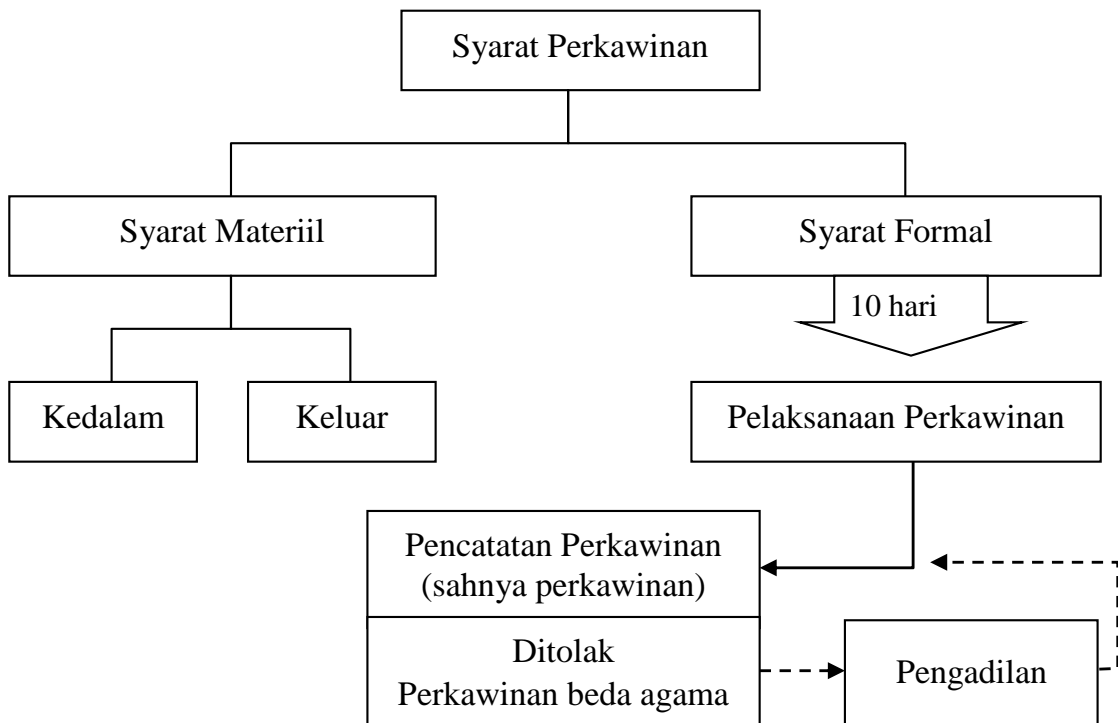 Syarat Perkawinan
Syarat Materiil
Syarat Formal
10 hari
Kedalam
Keluar
Pelaksanaan Perkawinan
Pencatatan Perkawinan
(sahnya perkawinan)
Ditolak
Perkawinan beda agama
Pengadilan